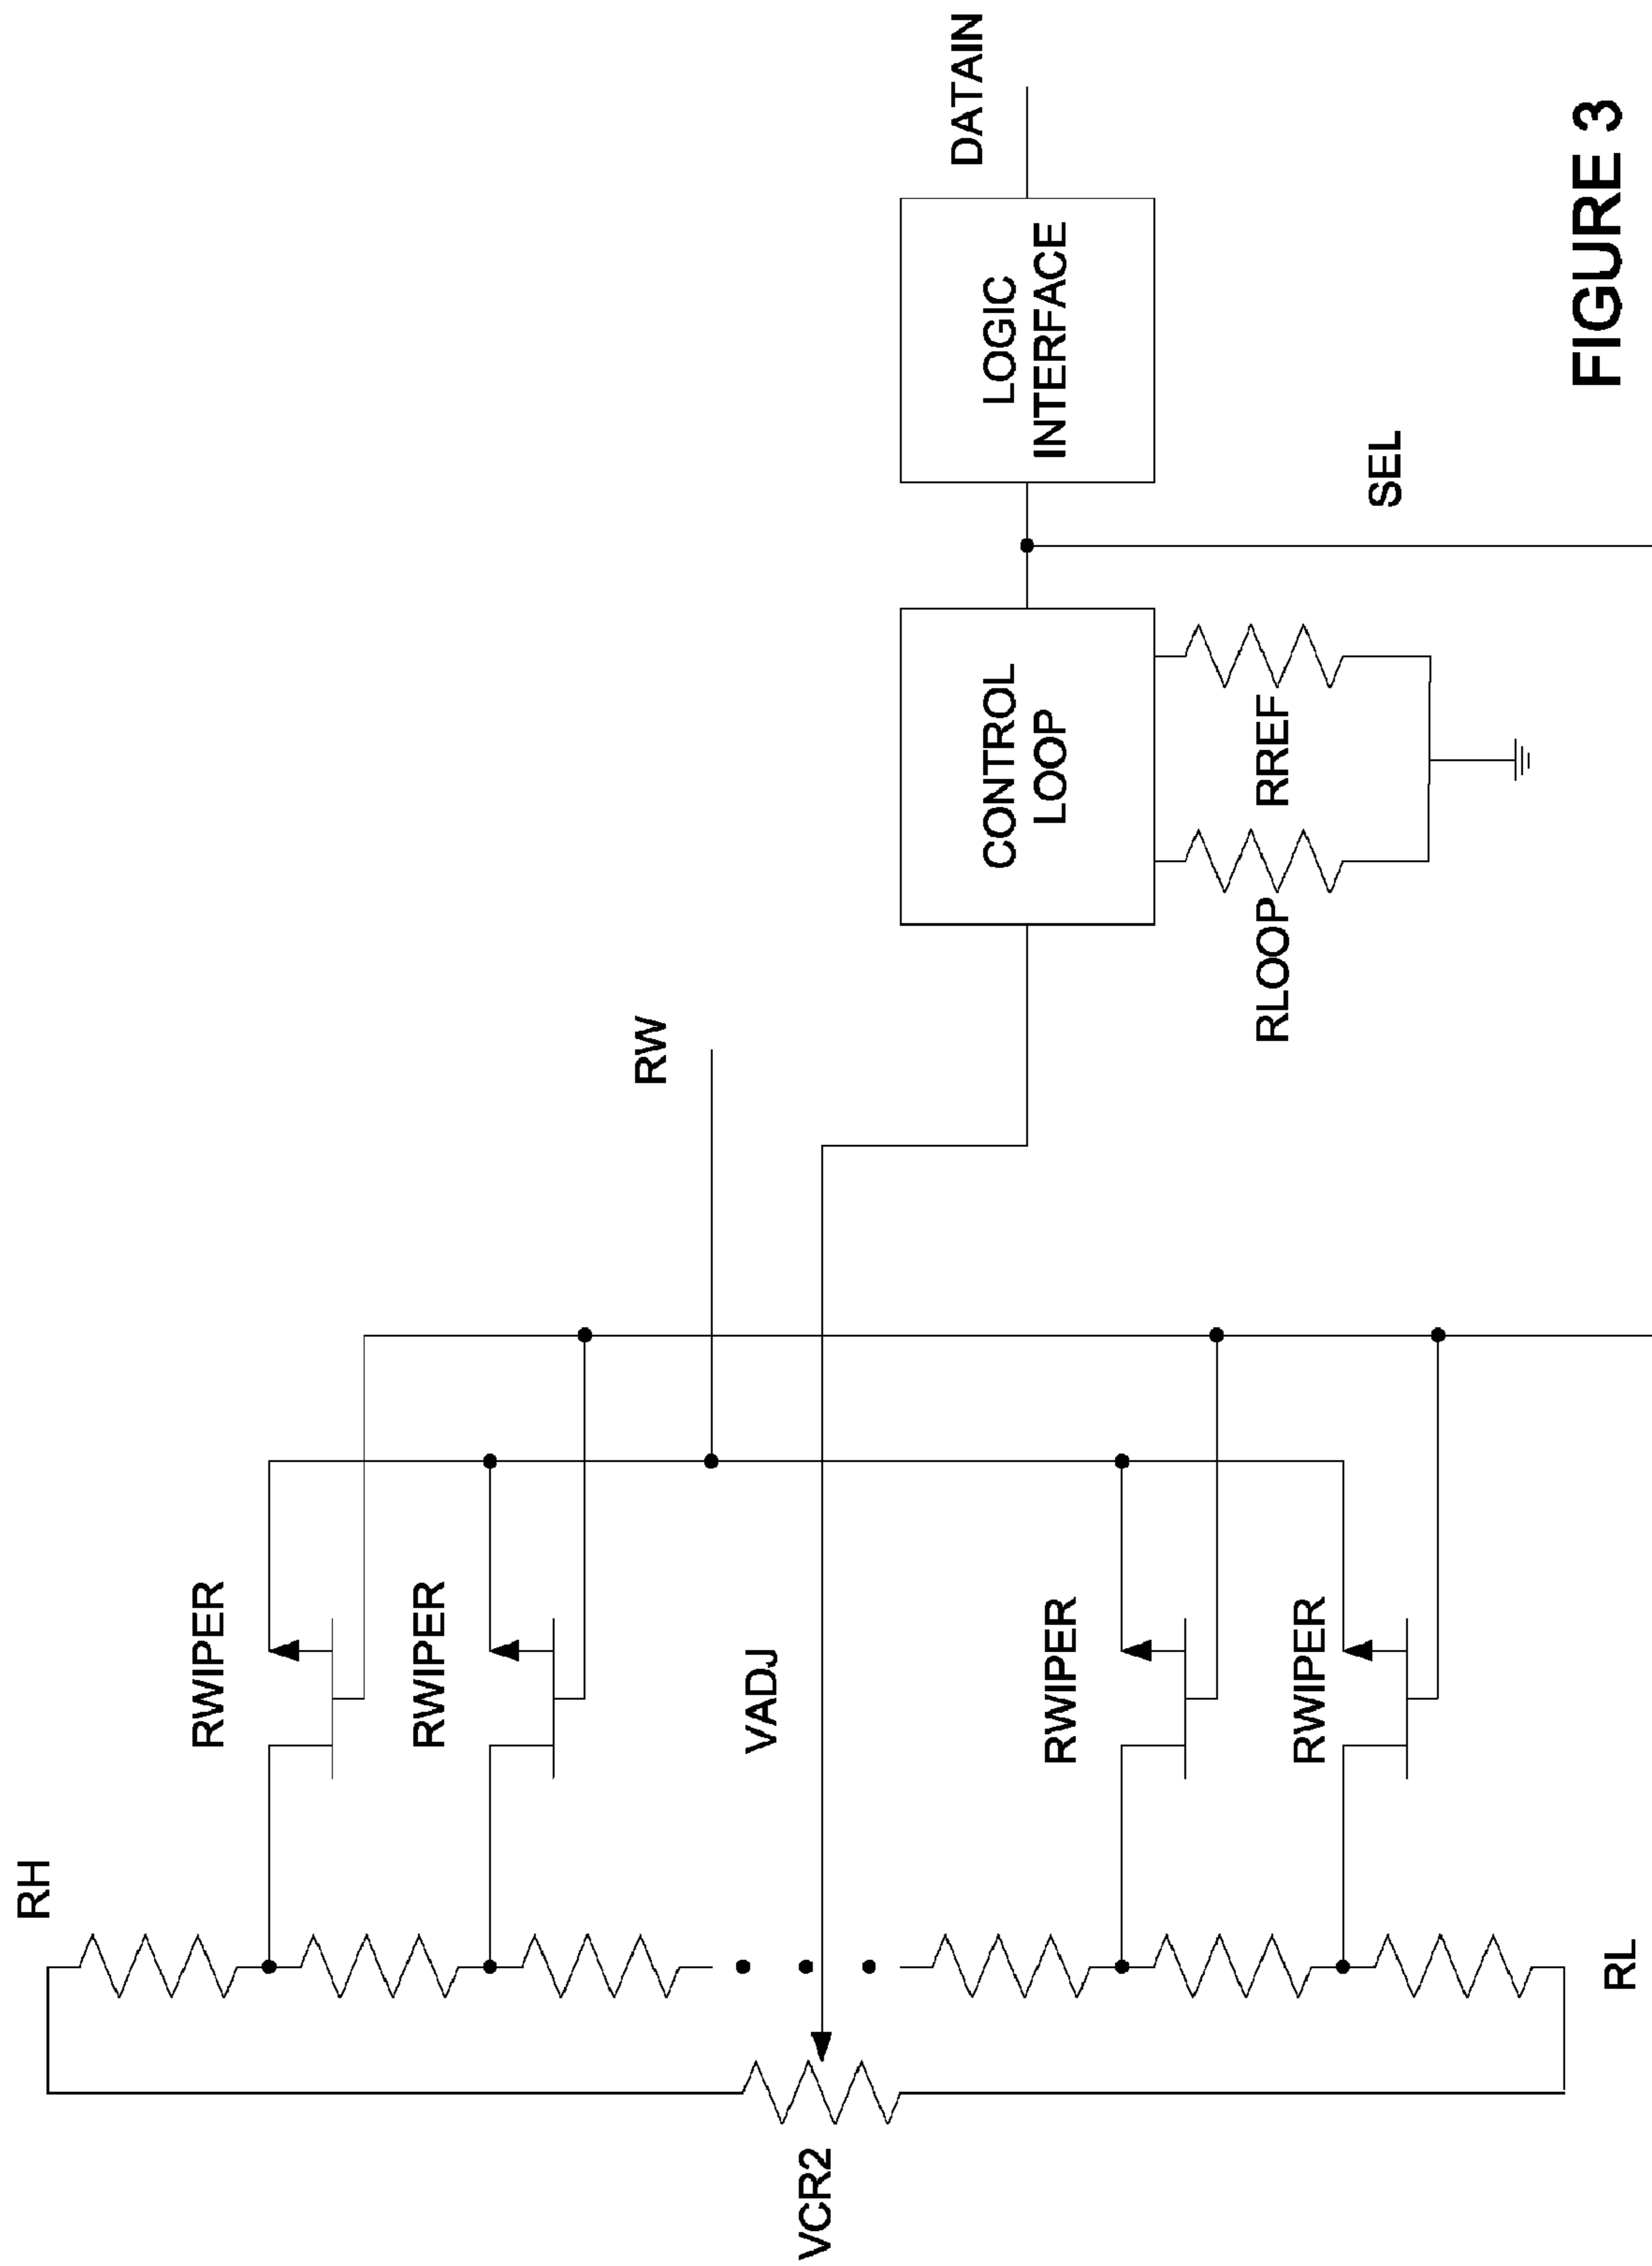 RH
RWIPER
RWIPER
VCR2
VADJ
RW
RWIPER
RWIPER
RL
CONTROL
LOOP
LOGIC
INTERFACE
DATAIN
RLOOP
RREF
SEL
FIGURE 3